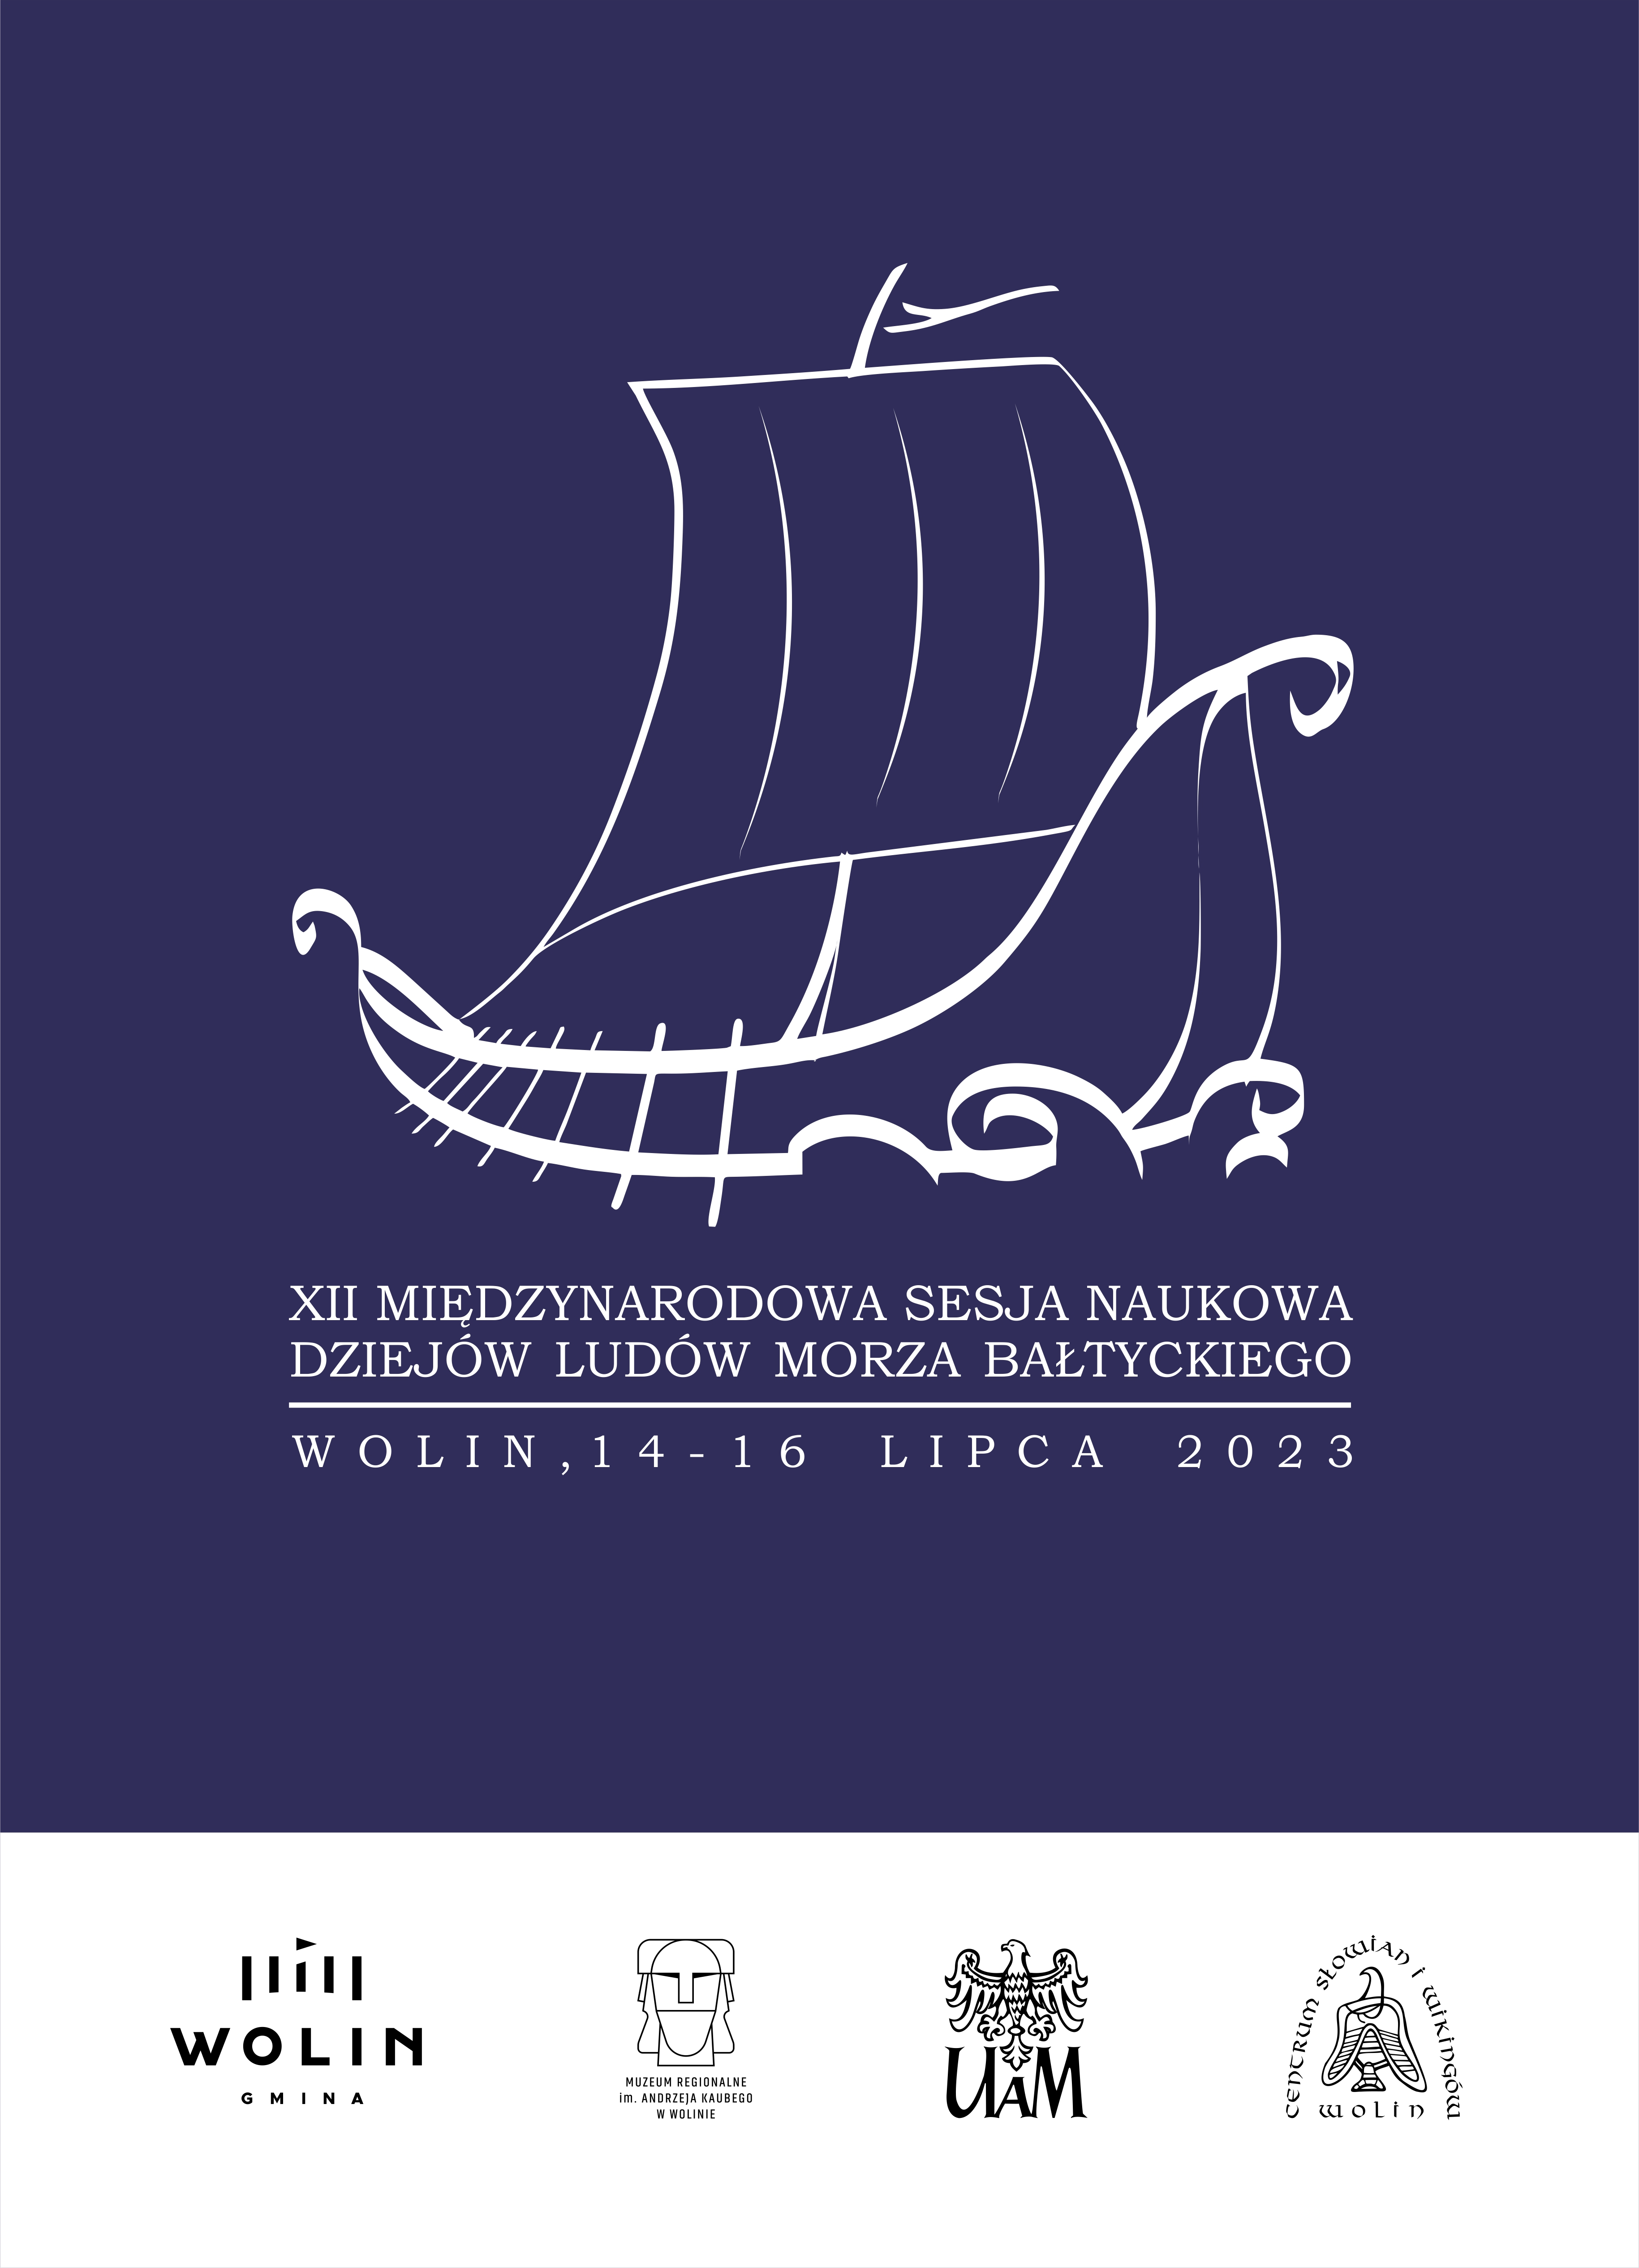 XII MIĘDZYNARODOWA SESJA NAUKOWA
DZIEJÓW LUDÓW MORZA BAŁTYCKIEGO
WOLIN, 14-16 LIPCA 2023
WOLIN
GMINA
MUZEUM REGIONALNE
im. ANDRZEJA KAUBEGO
W WOLINIE
UAM
centrum słowian i wikingów
wolin